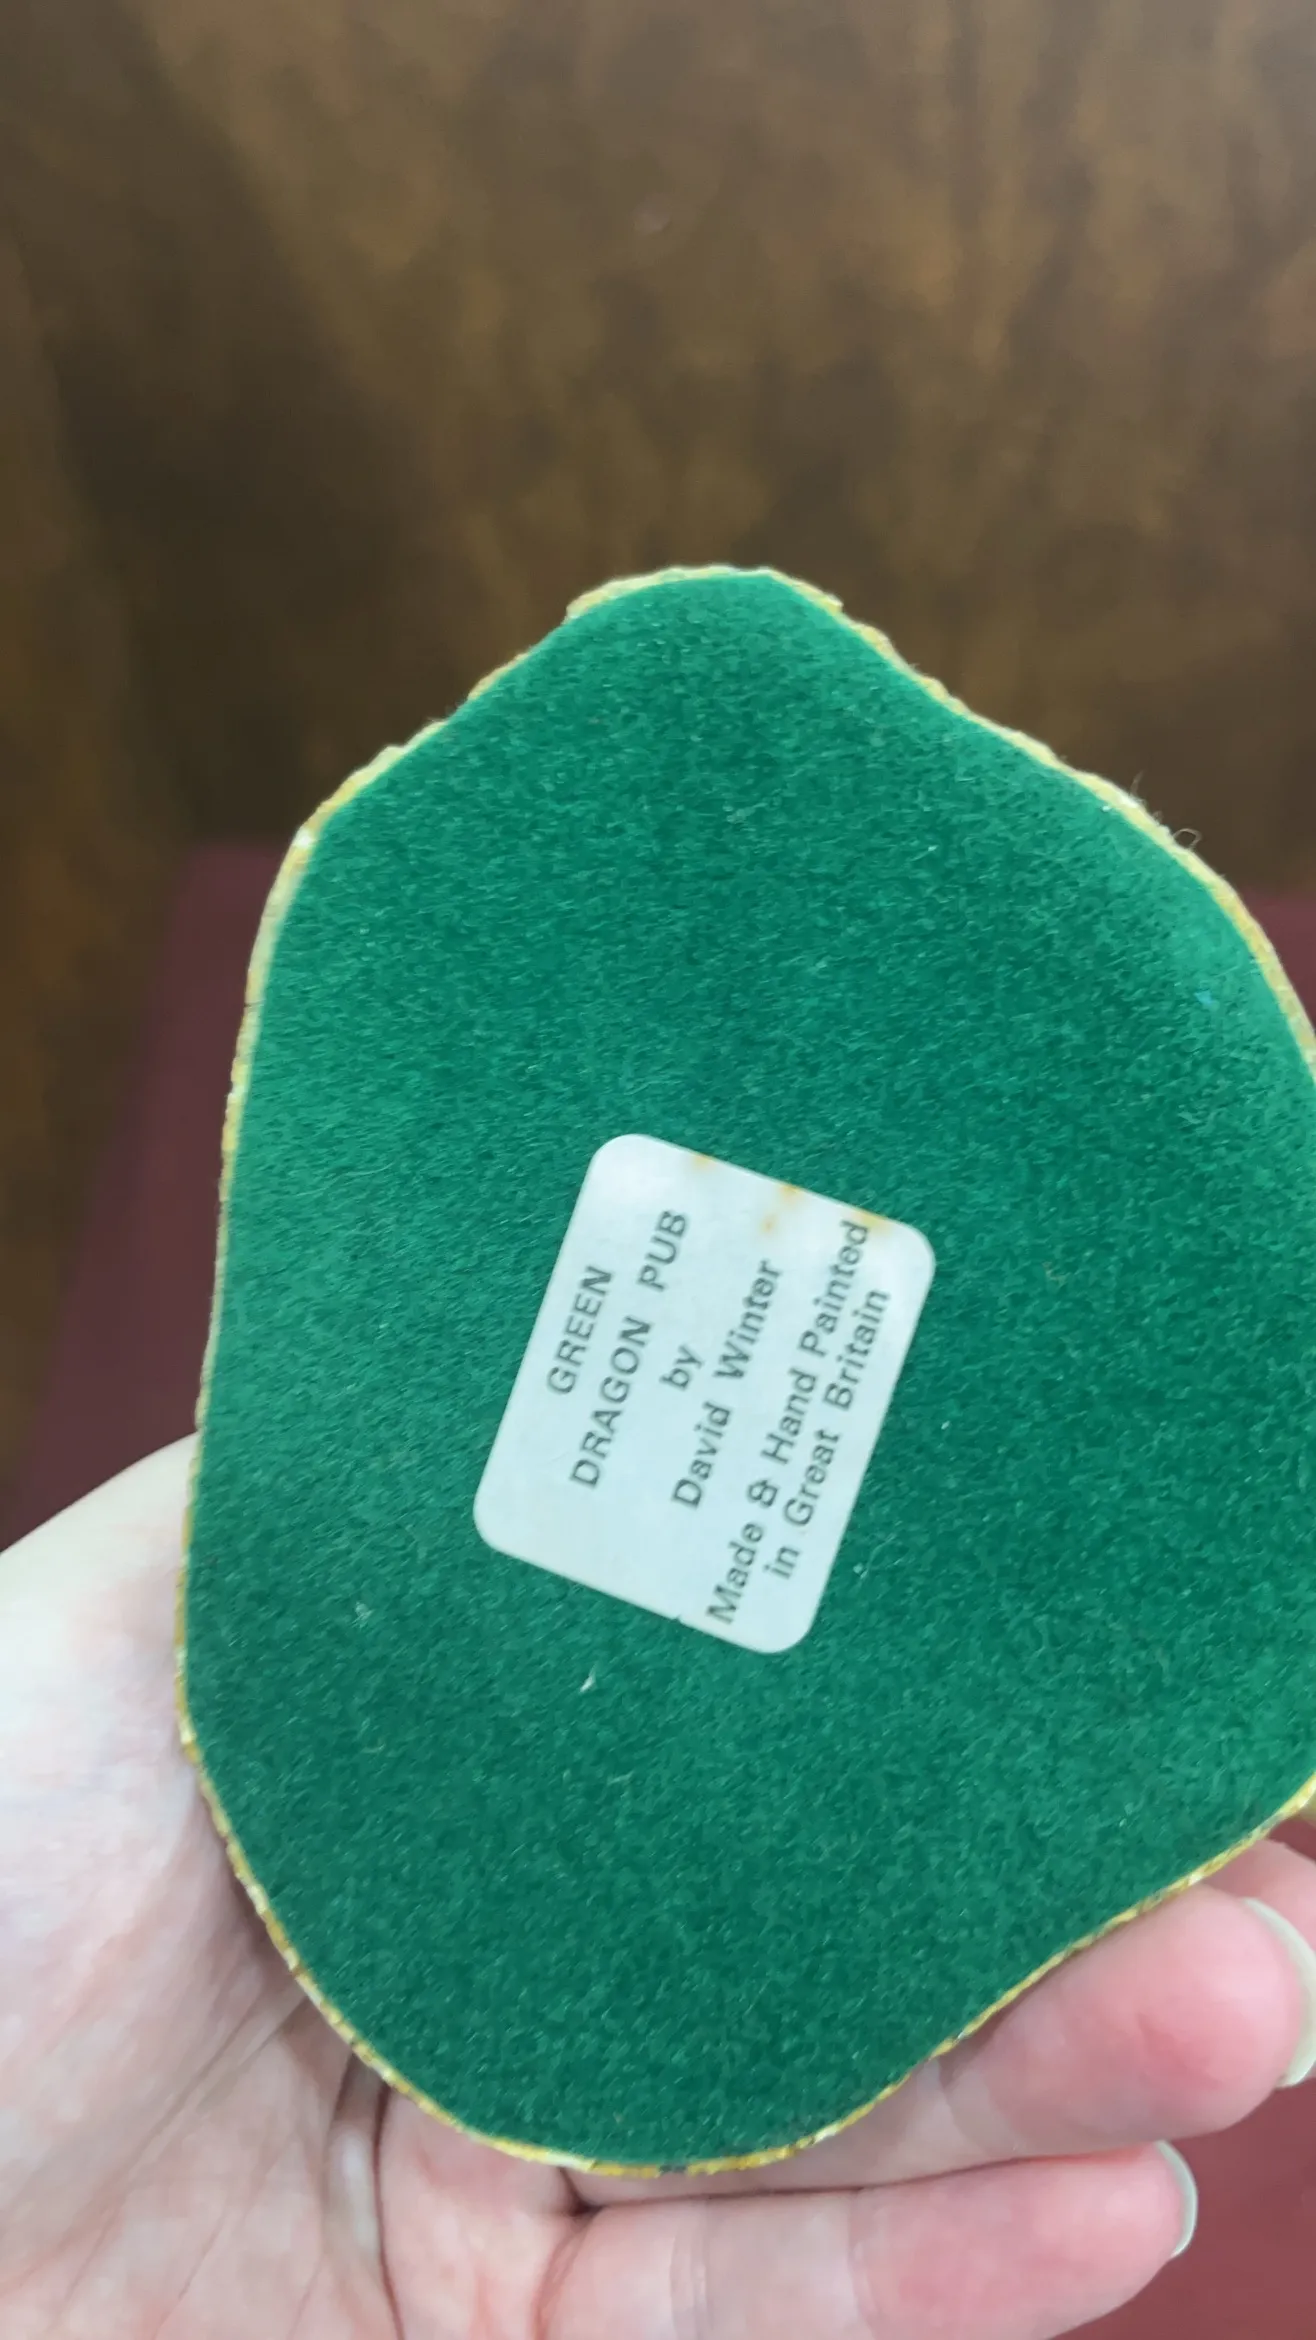 GREEN
DRAGON PUB
by
David Winter
Made & Hand Painted
in Great Britain